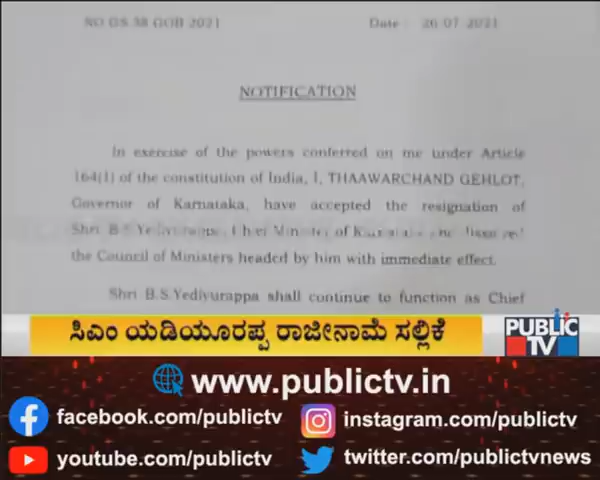 NO GS 38 GOB 2021 Date : 26 07 2021
NOTIFICATION
In exercise of the powers conferred on me under Article
164(1) of the constitution of India, I, THAAWARCHAND GEHLOT,
Governor of Karnataka, have accepted the resignation of
Shri B.S.Yediyurappa, Chief Minister of Karnataka and
the Council of Ministers headed by him with immediate effect.
Shri B.S.Yediyurappa shall continue to function as Chief
ಸಿಎಂ ಯಡಿಯೂರಪ್ಪ ರಾಜೀನಾಮೆ ಸಲ್ಲಿಕೆ
PUBLIC
TV
www.publictv.in
facebook.com/publictv instagram.com/publictv
youtube.com/publictv twitter.com/publictvnews